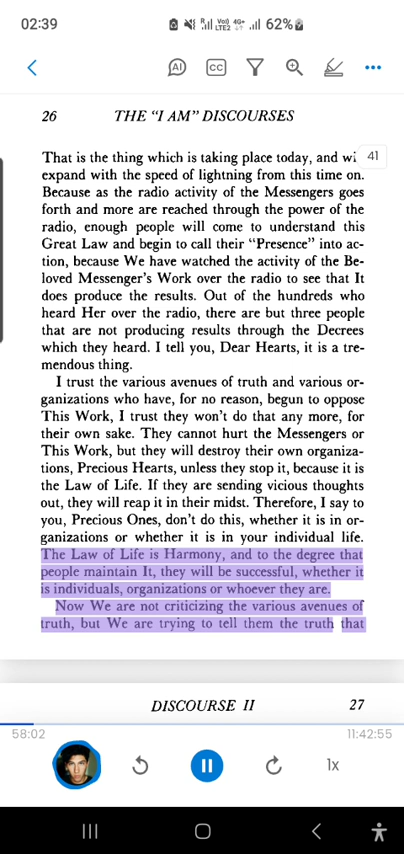 02:39
R Vo) LTE2 4G+ 62%
AI CC
26 THE “I AM” DISCOURSES
41
That is the thing which is taking place today, and wi
expand with the speed of lightning from this time on.
Because as the radio activity of the Messengers goes
forth and more are reached through the power of the
radio, enough people will come to understand this
Great Law and begin to call their “Presence” into ac-
tion, because We have watched the activity of the Be-
loved Messenger’s Work over the radio to see that It
does produce the results. Out of the hundreds who
heard Her over the radio, there are but three people
that are not producing results through the Decrees
which they heard. I tell you, Dear Hearts, it is a tre-
mendous thing.
I trust the various avenues of truth and various or-
ganizations who have, for no reason, begun to oppose
This Work, I trust they won’t do that any more, for
their own sake. They cannot hurt the Messengers or
This Work, but they will destroy their own organiza-
tions, Precious Hearts, unless they stop it, because it is
the Law of Life. If they are sending vicious thoughts
out, they will reap it in their midst. Therefore, I say to
you, Precious Ones, don’t do this, whether it is in or-
ganizations or whether it is in your individual life.
The Law of Life is Harmony, and to the degree that
people maintain It, they will be successful, whether it
is individuals, organizations or whoever they are.
Now We are not criticizing the various avenues of
truth, but We are trying to tell them the truth that
DISCOURSE II 27
58:02 11:42:55
1x